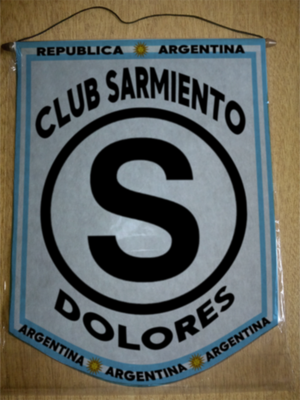 REPUBLICA ARGENTINA
CLUB SARMIENTO
S
DOLORES
ARGENTINA ARGENTINA ARGENTINA